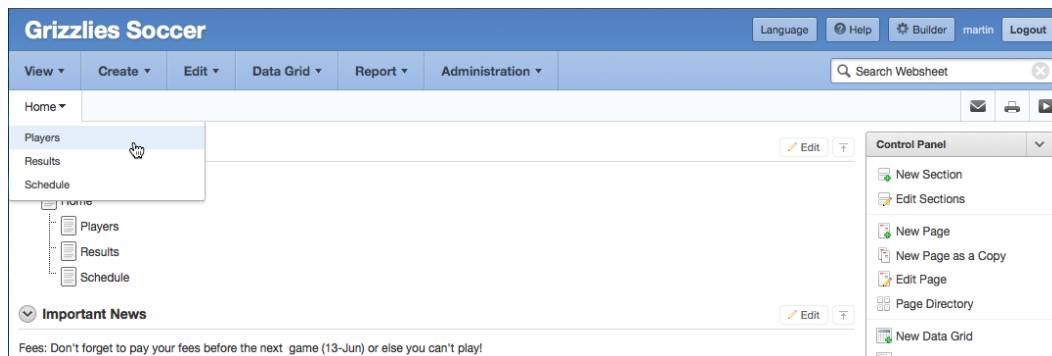 Grizzlies Soccer
Language Help Builder martin Logout
View Create Edit Data Grid Report Administration Search Websheet
Home
Players
Results
Schedule
Edit
Home
Players
Results
Schedule
Important News
Edit
Fees: Don't forget to pay your fees before the next game (13-Jun) or else you can't play!
Control Panel
New Section
Edit Sections
New Page
New Page as a Copy
Edit Page
Page Directory
New Data Grid